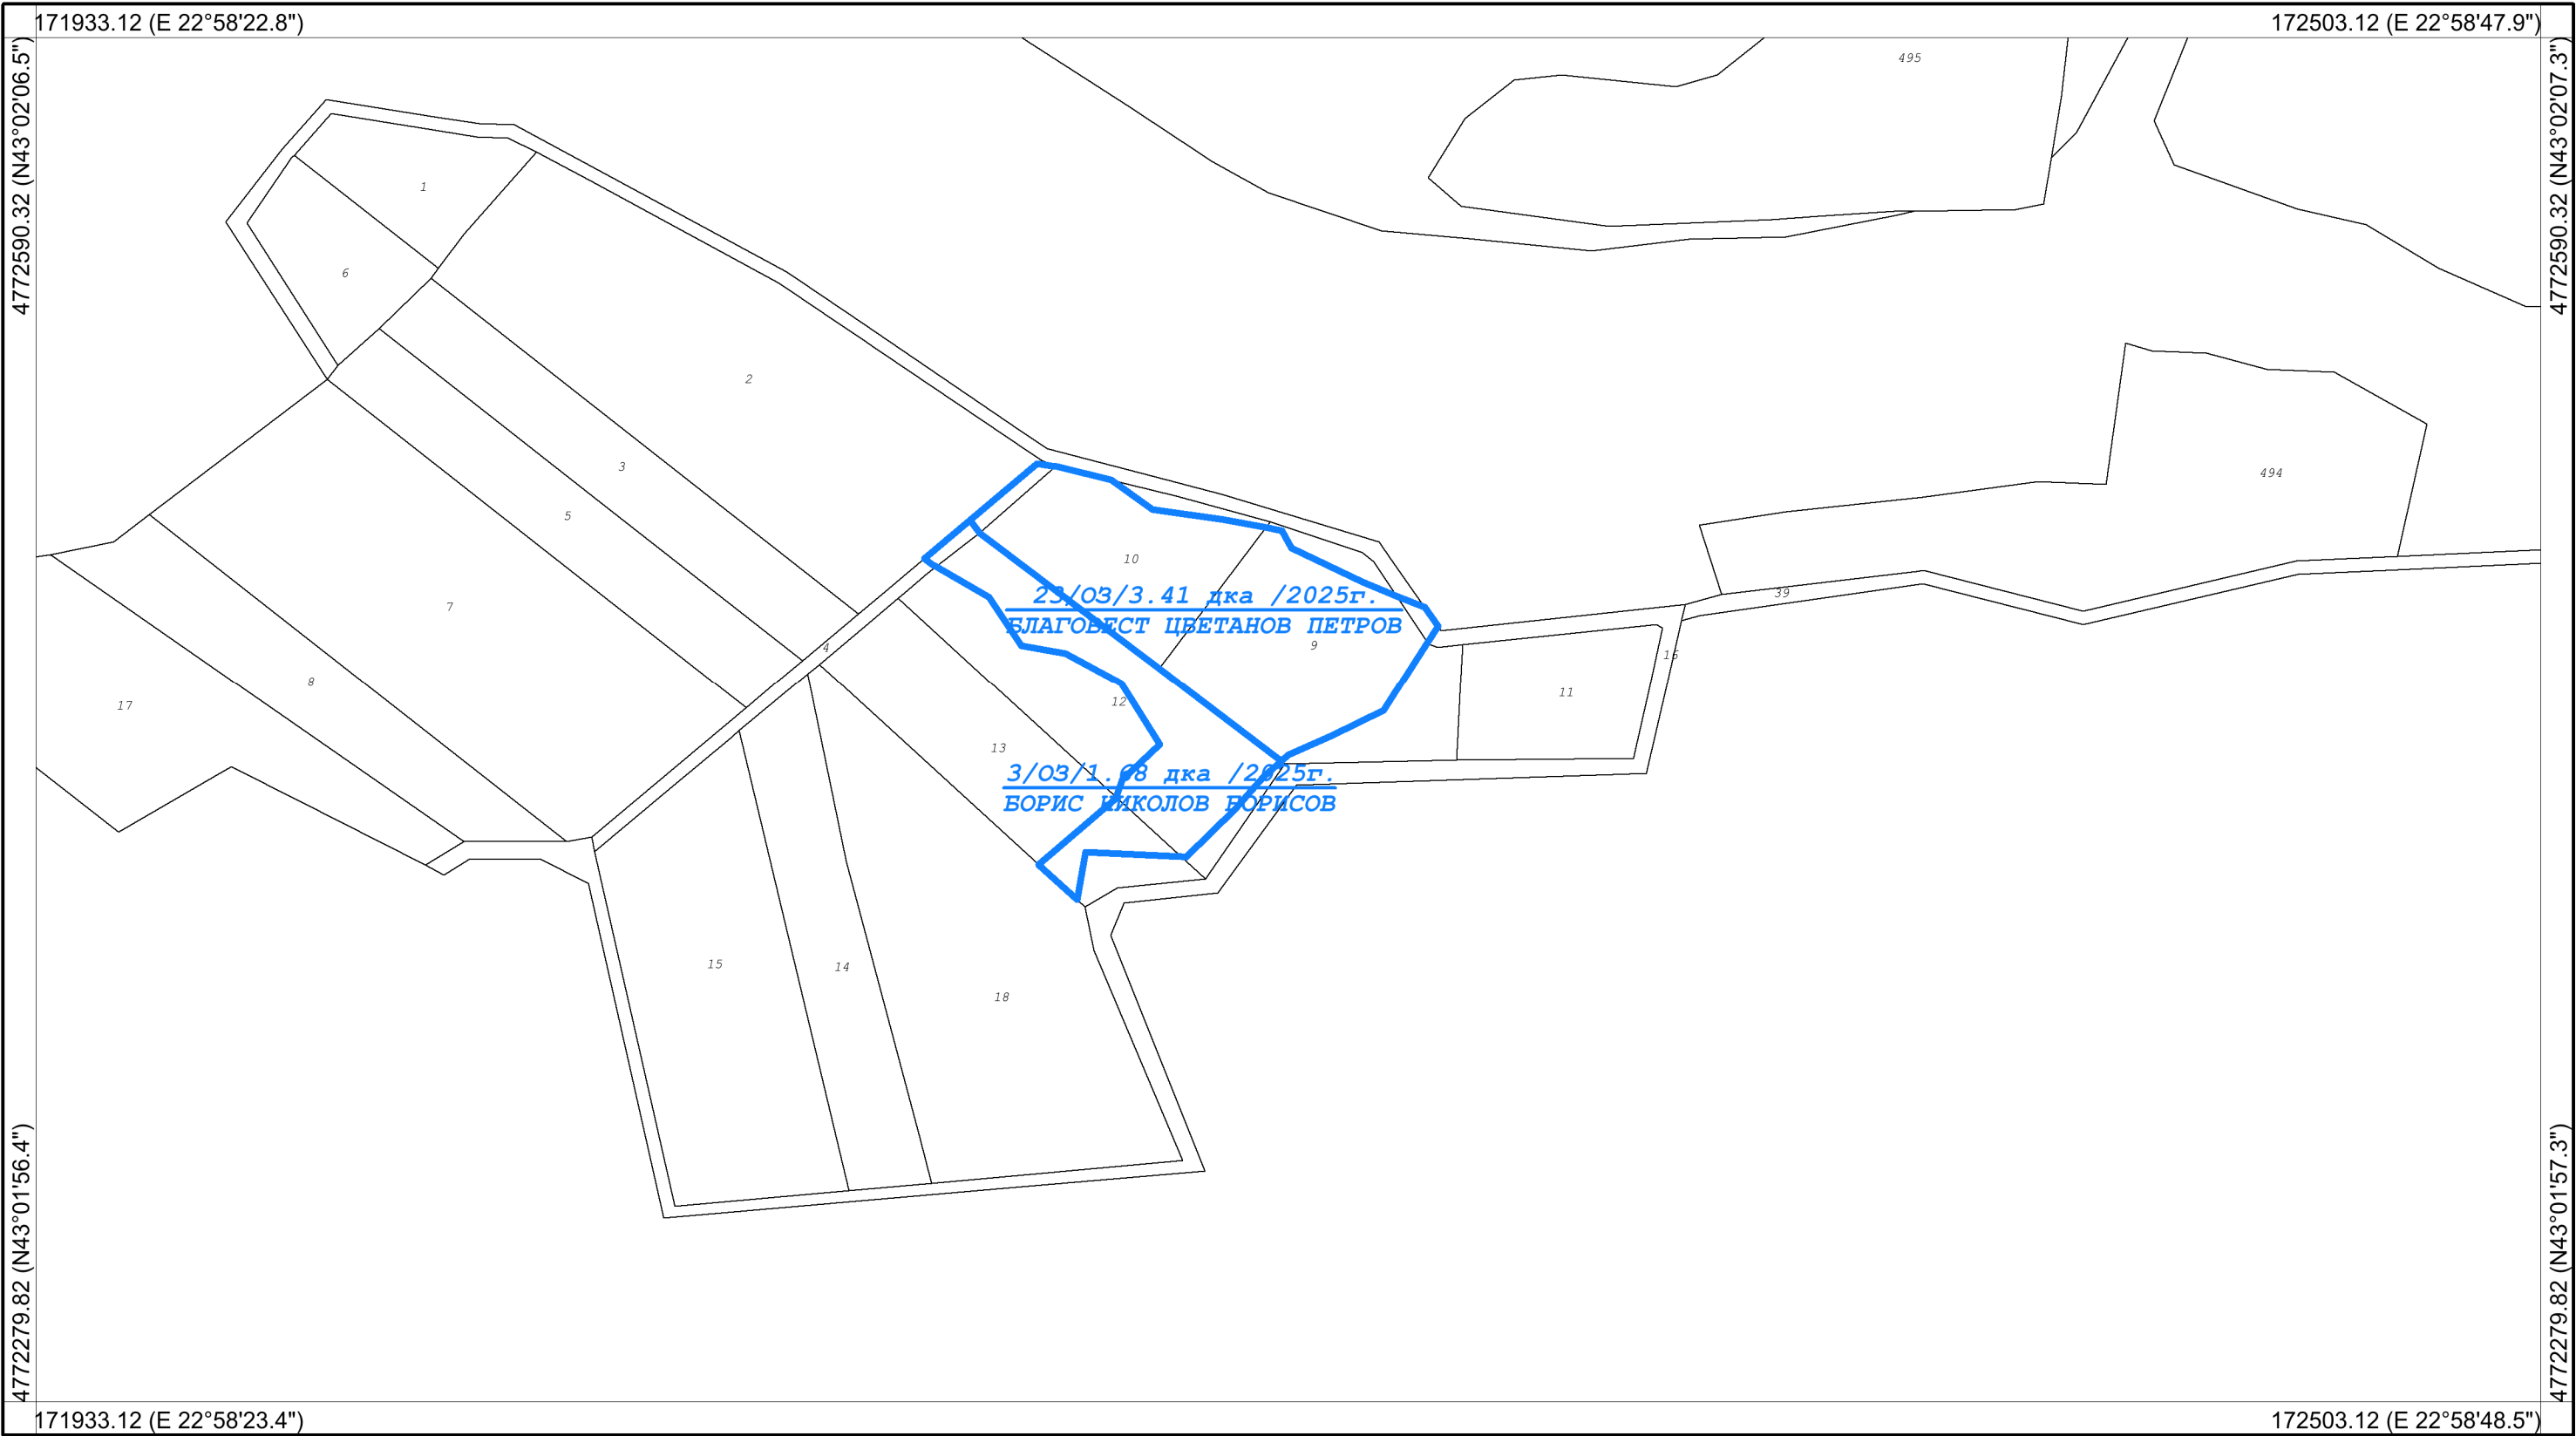 171933.12 (E 22°58'22.8")
172503.12 (E 22°58'47.9")
4772590.32 (N43°02'06.5")
4772590.32 (N43°02'07.3")
495
1
6
2
3
494
5
10
39
23/ОЗ/3.41 дка /2025г.
БЛАГОВЕСТ ЦВЕТАНОВ ПЕТРОВ
7
4
9
16
8
11
12
17
13
3/ОЗ/1.68 дка /2025г.
БОРИС НИКОЛОВ БОРИСОВ
15
14
18
4772279.82 (N43°01'56.4")
4772279.82 (N43°01'57.3")
171933.12 (E 22°58'23.4")
172503.12 (E 22°58'48.5")